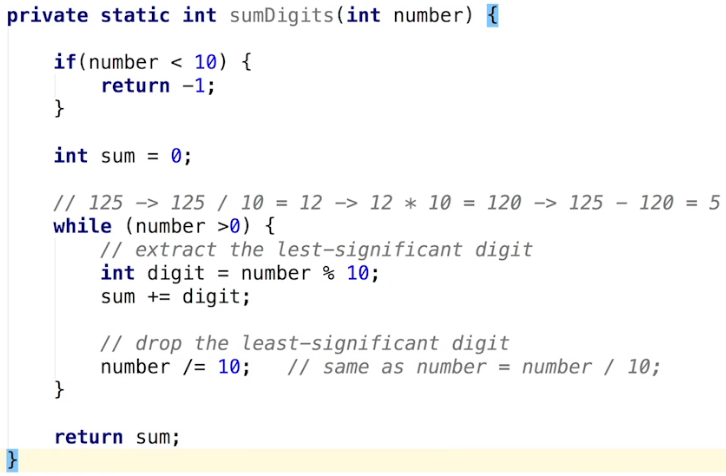 private static int sumDigits(int number) {
if(number < 10) {
return -1;
}
int sum = 0;
// 125 -> 125 / 10 = 12 -> 12 * 10 = 120 -> 125 - 120 = 5
while (number >0) {
// extract the lest-significant digit
int digit = number % 10;
sum += digit;
// drop the least-significant digit
number /= 10;   // same as number = number / 10;
}
return sum;
}